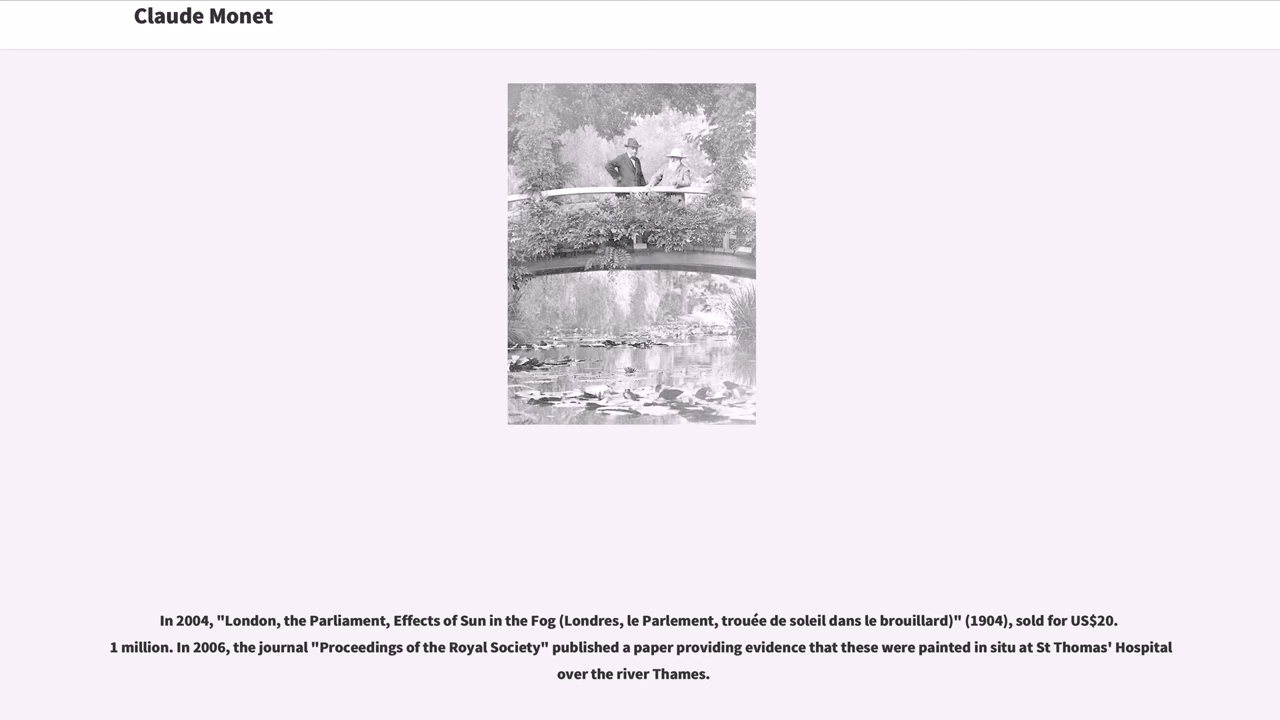 Claude Monet
In 2004, "London, the Parliament, Effects of Sun in the Fog (Londres, le Parlement, trouée de soleil dans le brouillard)" (1904), sold for US$20.
1 million. In 2006, the journal "Proceedings of the Royal Society" published a paper providing evidence that these were painted in situ at St Thomas' Hospital
over the river Thames.